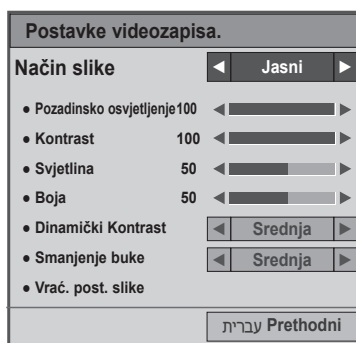 Postavke videozapisa.
Način slike ◄ Jasni ►
● Pozadinsko osvjetljenje100
● Kontrast 100
● Svjetlina 50
● Boja 50
● Dinamički Kontrast ◄ Srednja ►
● Smanjenje buke ◄ Srednja ►
● Vrać. post. slike
עברית Prethodni